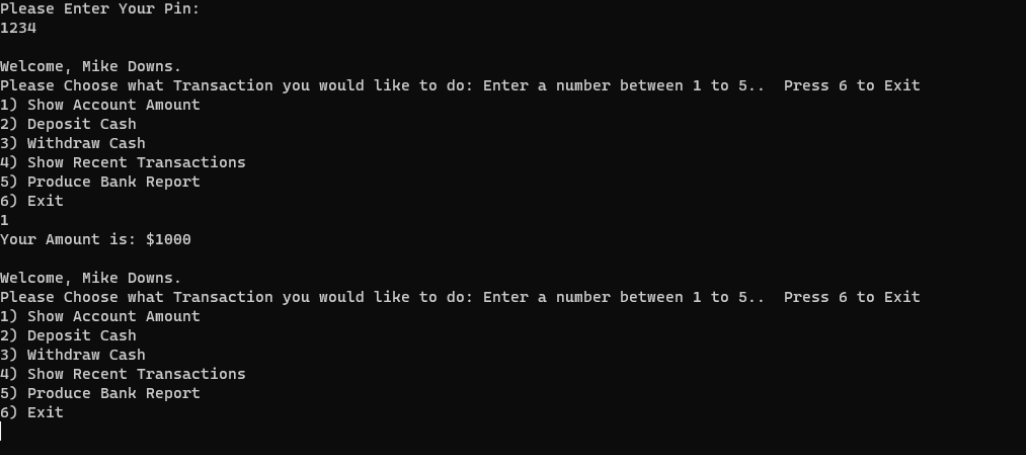 Please Enter Your Pin:
1234
Welcome, Mike Downs.
Please Choose what Transaction you would like to do: Enter a number between 1 to 5..  Press 6 to Exit
1) Show Account Amount
2) Deposit Cash
3) Withdraw Cash
4) Show Recent Transactions
5) Produce Bank Report
6) Exit
1
Your Amount is: $1000
Welcome, Mike Downs.
Please Choose what Transaction you would like to do: Enter a number between 1 to 5..  Press 6 to Exit
1) Show Account Amount
2) Deposit Cash
3) Withdraw Cash
4) Show Recent Transactions
5) Produce Bank Report
6) Exit